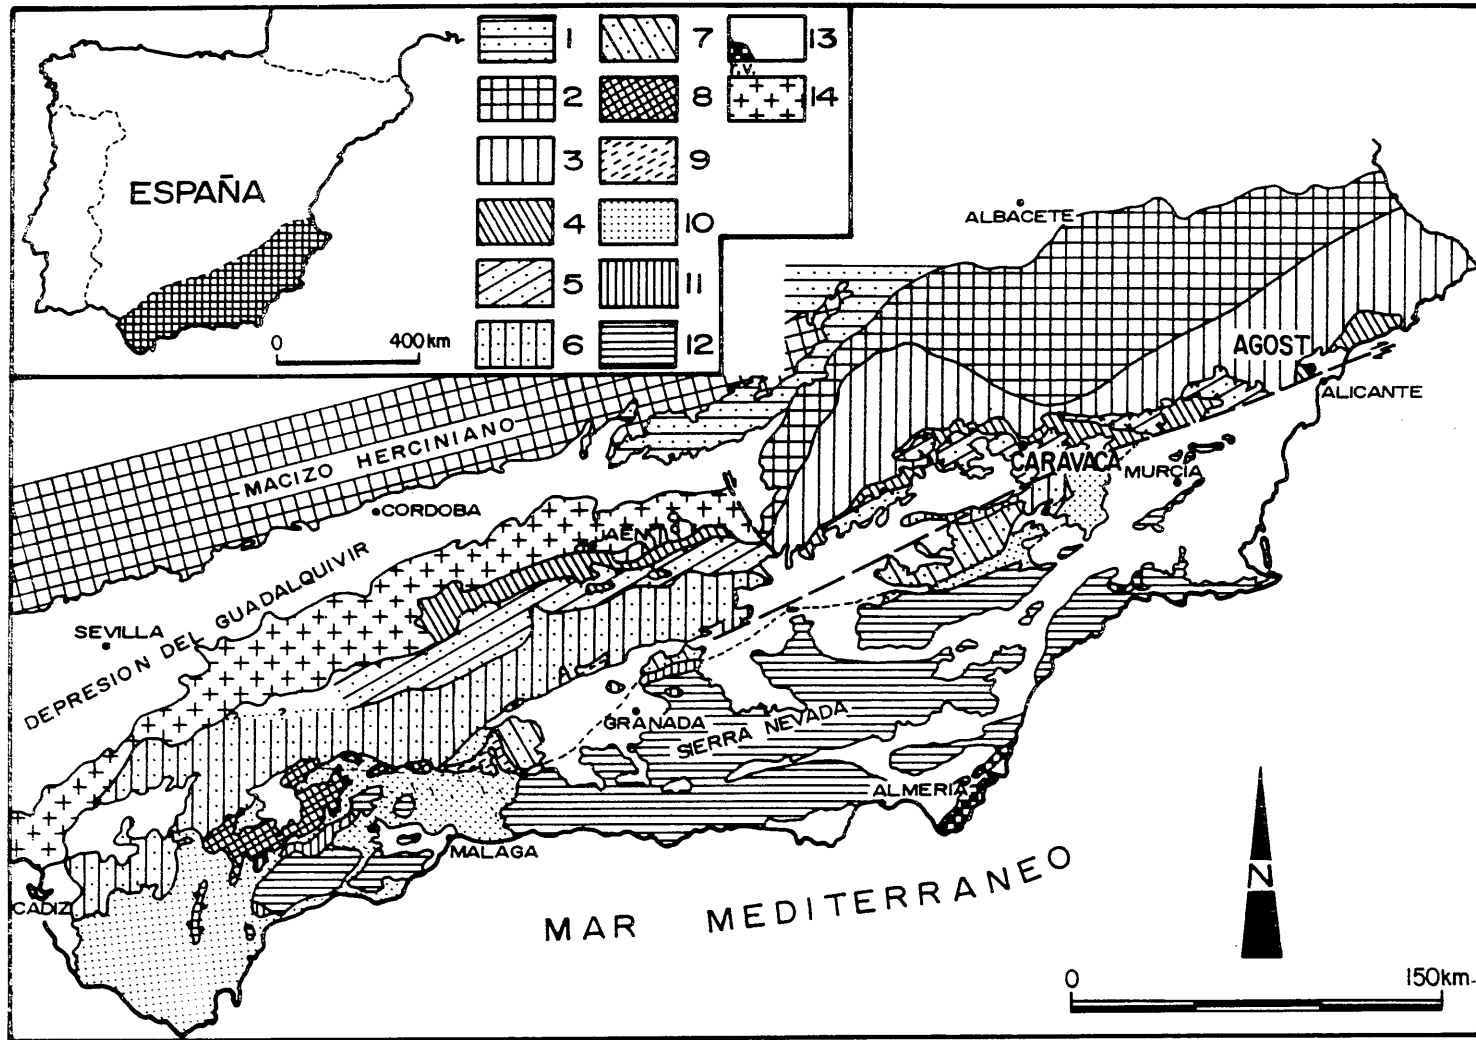 ESPAÑA
0 400 km
1
2
3
4
5
6
7
8
9
10
11
12
13
r.v.
14
ALBACETE
AGOST
ALICANTE
MACIZO HERCINIANO
CARAVACA
MURCIA
CORDOBA
JAEN
DEPRESION DEL GUADALQUIVIR
SEVILLA
?
GRANADA
SIERRA NEVADA
ALMERIA
MALAGA
CADIZ
MAR MEDITERRANEO
N
0 150km.